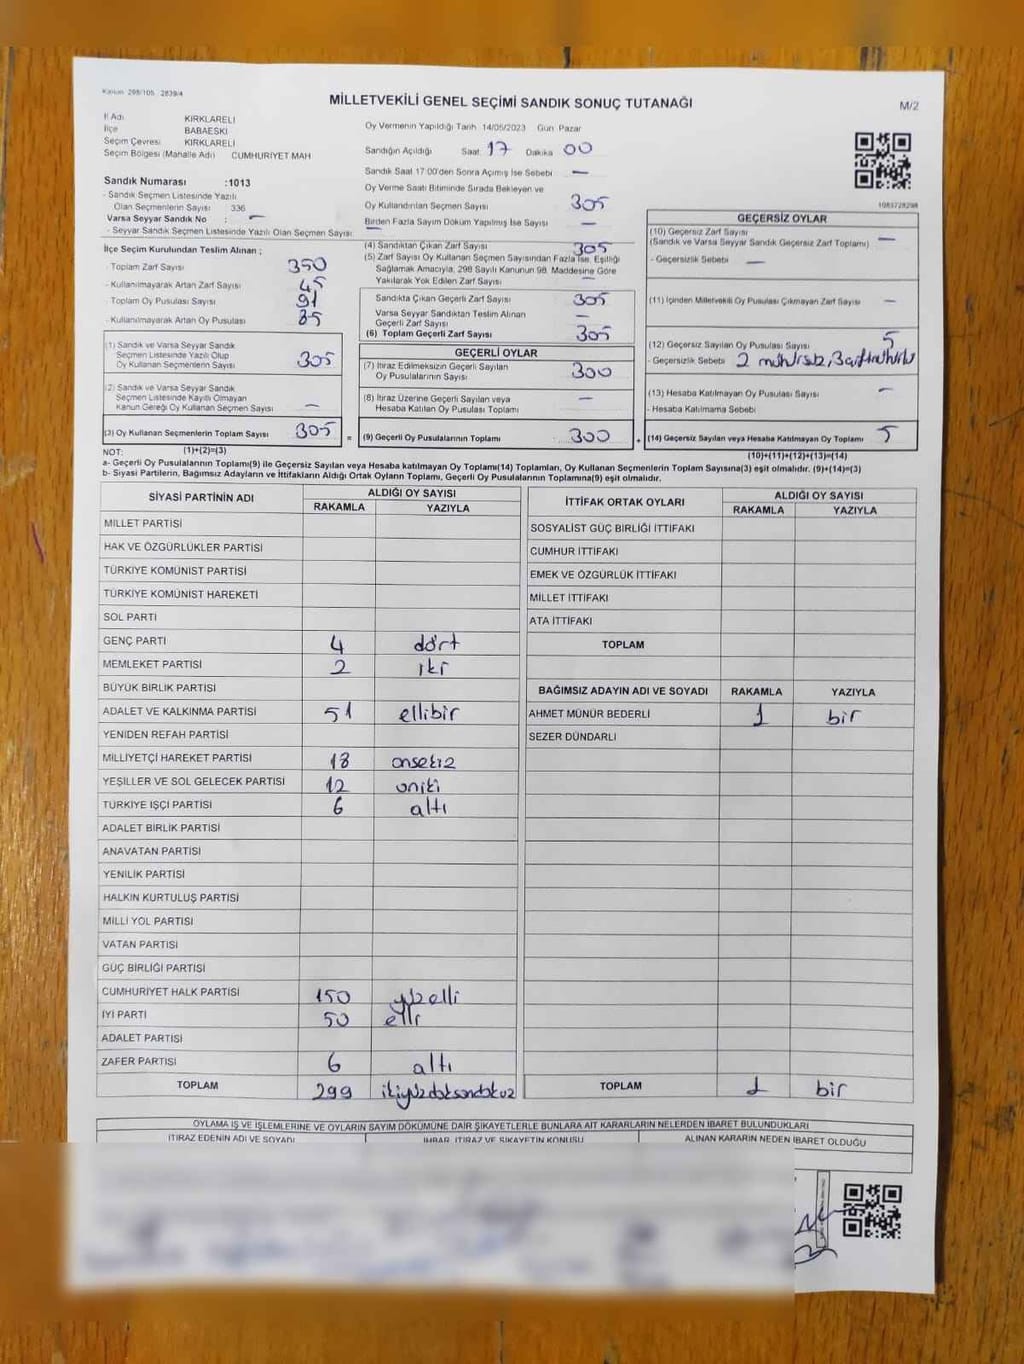 Kanun 298/105 2839/4
MİLLETVEKİLİ GENEL SEÇİMİ SANDIK SONUÇ TUTANAĞI
M/2
İl Adı KIRKLARELİ
İlçe BABAESKİ
Seçim Çevresi KIRKLARELİ
Seçim Bölgesi (Mahalle Adı) CUMHURİYET MAH
Sandık Numarası :1013
- Sandık Seçmen Listesinde Yazılı
Olan Seçmenlerin Sayısı 336
Varsa Seyyar Sandık No : —
- Seyyar Sandık Seçmen Listesinde Yazılı Olan Seçmen Sayısı: —
Oy Vermenin Yapıldığı Tarih 14/05/2023 Gün Pazar
Sandığın Açıldığı Saat 17 Dakika 00
Sandık Saat 17 00'den Sonra Açımış İse Sebebi —
Oy Verme Saati Bitiminde Sırada Bekleyen ve
Oy Kullandırılan Seçmen Sayısı 305
Birden Fazla Sayım Döküm Yapılmış İse Sayısı —
1083728298
İlçe Seçim Kurulundan Teslim Alınan ;
- Toplam Zarf Sayısı 350
- Kullanılmayarak Artan Zarf Sayısı 45
- Toplam Oy Pusulası Sayısı 91
- Kullanılmayarak Artan Oy Pusulası 85
(1) Sandık ve Varsa Seyyar Sandık
Seçmen Listesinde Yazılı Olup
Oy Kullanan Seçmenlerin Sayısı 305
(2) Sandık ve Varsa Seyyar Sandık
Seçmen Listesinde Kayıtlı Olmayan
Kanun Gereği Oy Kullanan Seçmen Sayısı —
(3) Oy Kullanan Seçmenlerin Toplam Sayısı 305
(4) Sandıktan Çıkan Zarf Sayısı 305
(5) Zarf Sayısı Oy Kullanan Seçmen Sayısından Fazla İse, Eşitliği
Sağlamak Amacıyla, 298 Sayılı Kanunun 98. Maddesine Göre
Yakılarak Yok Edilen Zarf Sayısı —
Sandıkta Çıkan Geçerli Zarf Sayısı 305
Varsa Seyyar Sandıktan Teslim Alınan
Geçerli Zarf Sayısı —
(6) Toplam Geçerli Zarf Sayısı 305
GEÇERLİ OYLAR
(7) İtiraz Edilmeksizin Geçerli Sayılan
Oy Pusulalarının Sayısı 300
(8) İtiraz Üzerine Geçerli Sayılan veya
Hesaba Katılan Oy Pusulası Toplamı —
= (9) Geçerli Oy Pusulalarının Toplamı 300
GEÇERSİZ OYLAR
(10) Geçersiz Zarf Sayısı
(Sandık ve Varsa Seyyar Sandık Geçersiz Zarf Toplamı) —
- Geçersizlik Sebebi —
(11) İçinden Milletvekili Oy Pusulası Çıkmayan Zarf Sayısı —
(12) Geçersiz Sayılan Oy Pusulası Sayısı 5
- Geçersizlik Sebebi 2 mühürsüz,
(13) Hesaba Katılmayan Oy Pusulası Sayısı —
- Hesaba Katılmama Sebebi
+ (14) Geçersiz Sayılan veya Hesaba Katılmayan Oy Toplamı 5
NOT: (1)+(2)=(3)
(10)+(11)+(12)+(13)=(14)
a- Geçerli Oy Pusulalarının Toplamı(9) ile Geçersiz Sayılan veya Hesaba katılmayan Oy Toplamı(14) Toplamları, Oy Kullanan Seçmenlerin Toplam Sayısına(3) eşit olmalıdır. (9)+(14)=(3)
b- Siyasi Partilerin, Bağımsız Adayların ve İttifakların Aldığı Ortak Oyların Toplamı, Geçerli Oy Pusulalarının Toplamına(9) eşit olmalıdır.
SİYASİ PARTİNİN ADI
ALDIĞI OY SAYISI
RAKAMLA YAZIYLA
MİLLET PARTİSİ
HAK VE ÖZGÜRLÜKLER PARTİSİ
TÜRKİYE KOMÜNİST PARTİSİ
TÜRKİYE KOMÜNİST HAREKETİ
SOL PARTİ
GENÇ PARTİ 4 dört
MEMLEKET PARTİSİ 2 iki
BÜYÜK BİRLİK PARTİSİ
ADALET VE KALKINMA PARTİSİ 51 ellibir
YENİDEN REFAH PARTİSİ
MİLLİYETÇİ HAREKET PARTİSİ 18 onsekiz
YEŞİLLER VE SOL GELECEK PARTİSİ 12 oniki
TÜRKİYE İŞÇİ PARTİSİ 6 altı
ADALET BİRLİK PARTİSİ
ANAVATAN PARTİSİ
YENİLİK PARTİSİ
HALKIN KURTULUŞ PARTİSİ
MİLLİ YOL PARTİSİ
VATAN PARTİSİ
GÜÇ BİRLİĞİ PARTİSİ
CUMHURİYET HALK PARTİSİ 150 yüzelli
İYİ PARTİ 50 elli
ADALET PARTİSİ
ZAFER PARTİSİ 6 altı
TOPLAM 299 ikiyüzdoksandokuz
İTTİFAK ORTAK OYLARI
ALDIĞI OY SAYISI
RAKAMLA YAZIYLA
SOSYALİST GÜÇ BİRLİĞİ İTTİFAKI
CUMHUR İTTİFAKI
EMEK VE ÖZGÜRLÜK İTTİFAKI
MİLLET İTTİFAKI
ATA İTTİFAKI
TOPLAM
BAĞIMSIZ ADAYIN ADI VE SOYADI RAKAMLA YAZIYLA
AHMET MÜNÜR BEDERLİ 1 bir
SEZER DÜNDARLI
TOPLAM 1 bir
OYLAMA İŞ VE İŞLEMLERİNE VE OYLARIN SAYIM DÖKÜMÜNE DAİR ŞİKAYETLERLE BUNLARA AİT KARARLARIN NELERDEN İBARET BULUNDUKLARI
İTİRAZ EDENİN ADI VE SOYADI İHBAR, İTİRAZ VE ŞİKAYETİN KONUSU ALINAN KARARIN NEDEN İBARET OLDUĞU